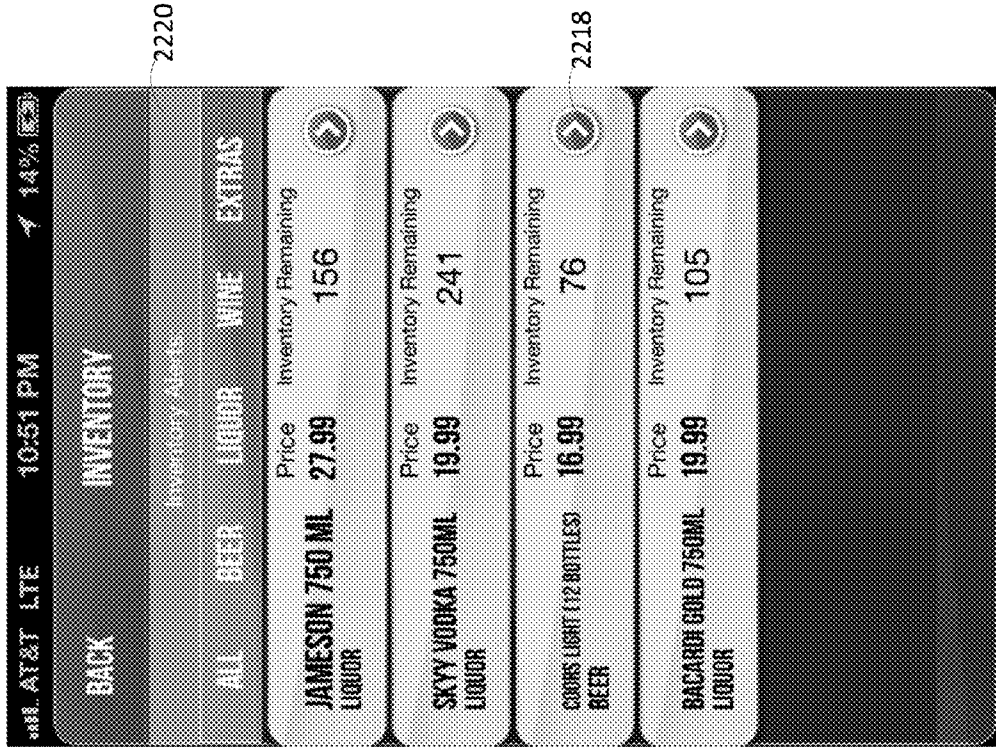 AT&T LTE 10:51 PM 14%
BACK INVENTORY
2220
Inventory Alerts
ALL BEER LIQUOR WINE EXTRAS
JAMESON 750 ML Price Inventory Remaining
LIQUOR 27.99 156
SKYY VODKA 750ML Price Inventory Remaining
LIQUOR 19.99 241
COORS LIGHT (12 BOTTLES) Price Inventory Remaining
BEER 16.99 76
2218
BACARDI GOLD 750ML Price Inventory Remaining
LIQUOR 19.99 105